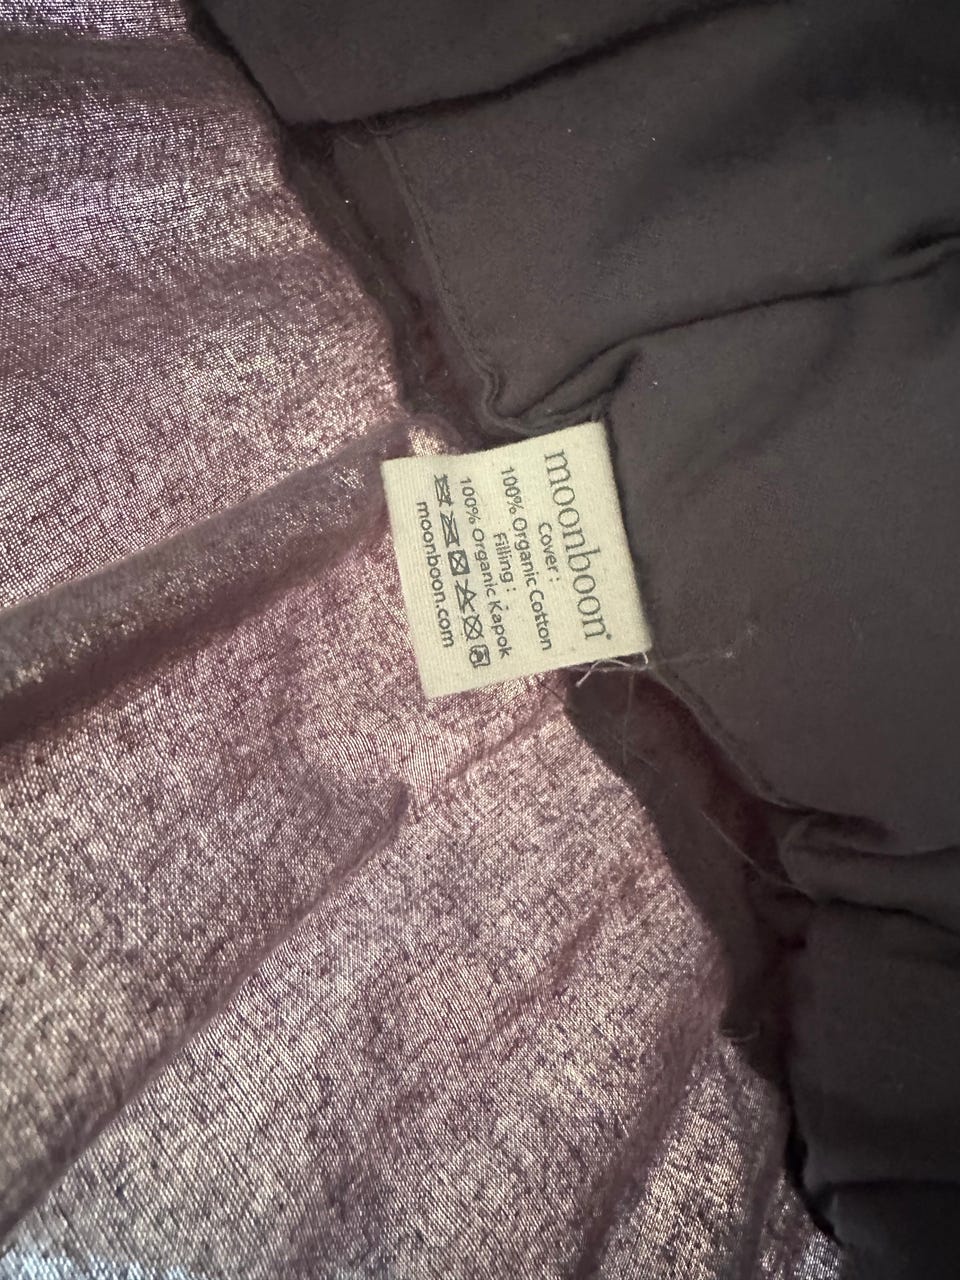 moonboon®
Cover :
100% Organic Cotton
Filling :
100% Organic Kapok
moonboon.com